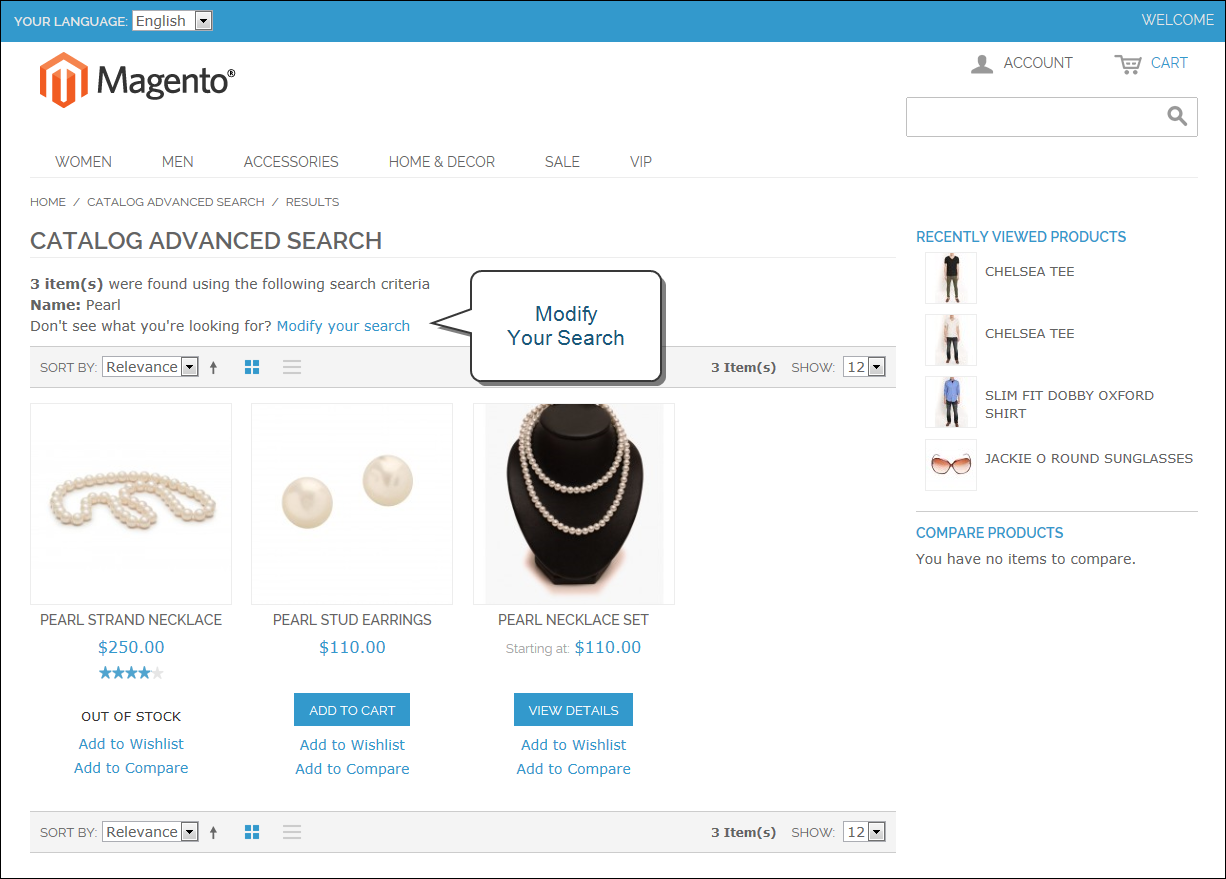 YOUR LANGUAGE: English
WELCOME
Magento®
ACCOUNT
CART
WOMEN MEN ACCESSORIES HOME & DECOR SALE VIP
HOME / CATALOG ADVANCED SEARCH / RESULTS
CATALOG ADVANCED SEARCH
3 item(s) were found using the following search criteria
Name: Pearl
Don't see what you're looking for? Modify your search
Modify
Your Search
SORT BY: Relevance
3 Item(s) SHOW: 12
PEARL STRAND NECKLACE
$250.00
OUT OF STOCK
Add to Wishlist
Add to Compare
PEARL STUD EARRINGS
$110.00
ADD TO CART
Add to Wishlist
Add to Compare
PEARL NECKLACE SET
Starting at: $110.00
VIEW DETAILS
Add to Wishlist
Add to Compare
SORT BY: Relevance
3 Item(s) SHOW: 12
RECENTLY VIEWED PRODUCTS
CHELSEA TEE
CHELSEA TEE
SLIM FIT DOBBY OXFORD
SHIRT
JACKIE O ROUND SUNGLASSES
COMPARE PRODUCTS
You have no items to compare.